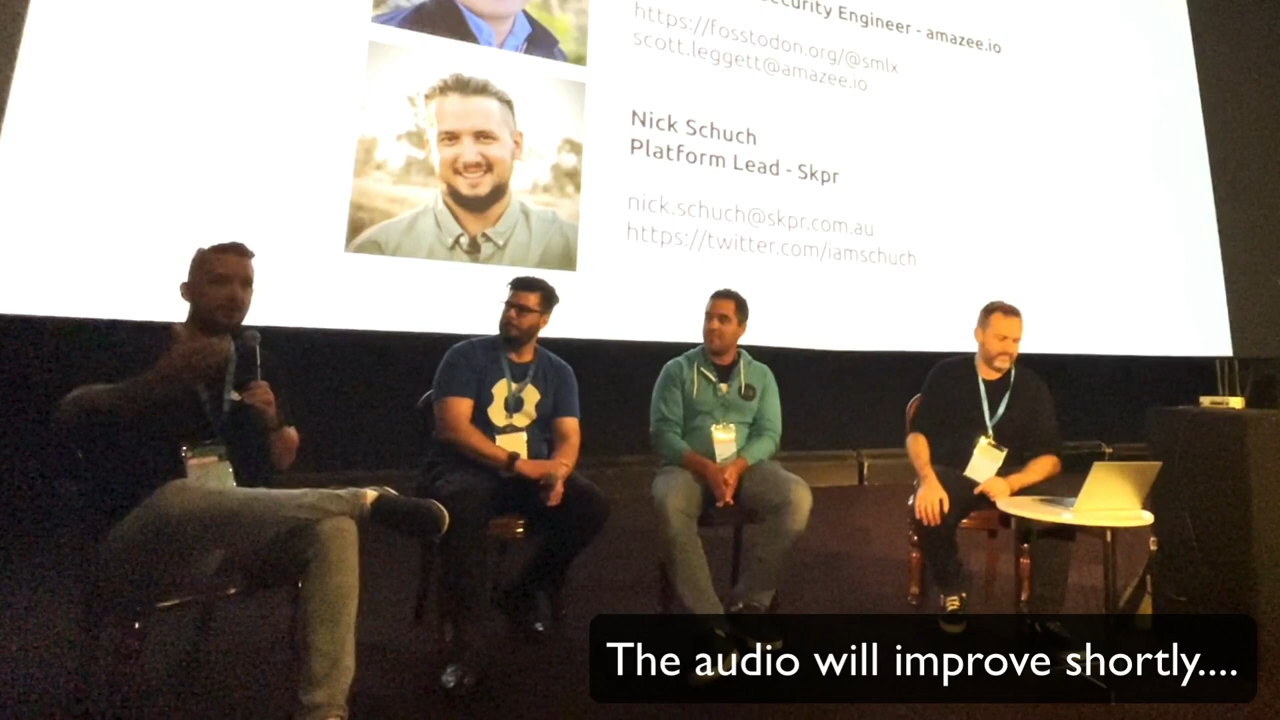 Security Engineer - amazee.io
https://fosstodon.org/@smlx
scott.leggett@amazee.io
Nick Schuch
Platform Lead - Skpr
nick.schuch@skpr.com.au
https://twitter.com/iamschuch
The audio will improve shortly....